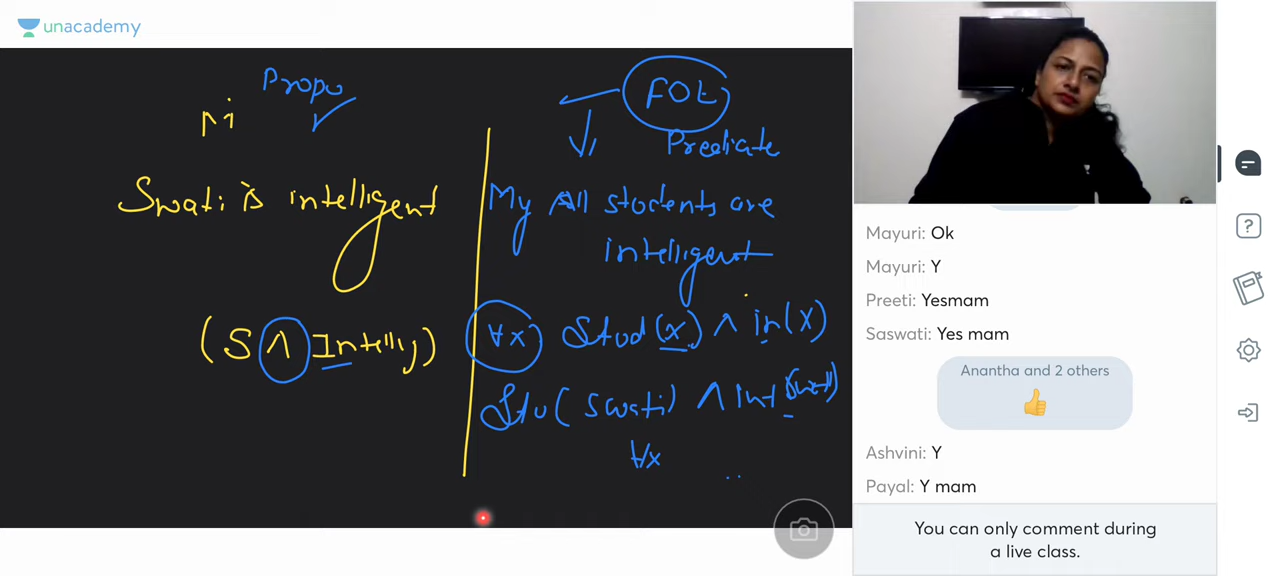 unacademy
Propo
Swati is intelligent
(S ∧ Intellig)
FOL
Predicate
My All students are
intelligent
∀x Stud(x) ∧ in(x)
Stu(Swati) ∧ int(Swati)
∀x
Mayuri: Ok
Mayuri: Y
Preeti: Yesmam
Saswati: Yes mam
Anantha and 2 others
👍
Ashvini: Y
Payal: Y mam
You can only comment during
a live class.